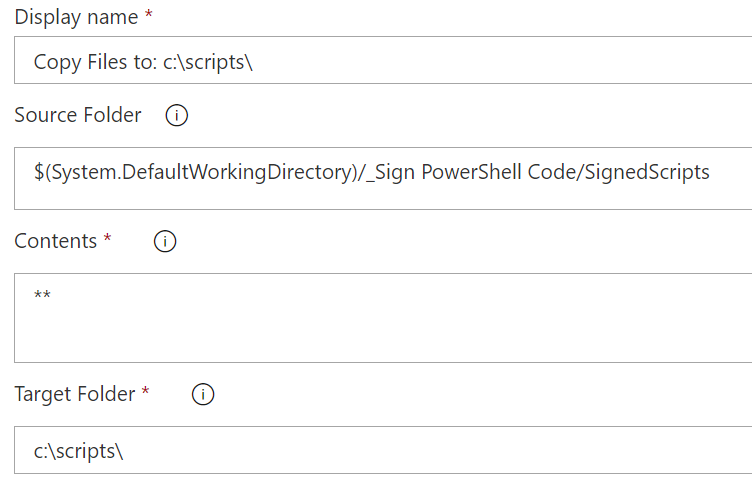 Display name *
Copy Files to: c:\scripts\
Source Folder
$(System.DefaultWorkingDirectory)/_Sign PowerShell Code/SignedScripts
Contents *
**
Target Folder *
c:\scripts\